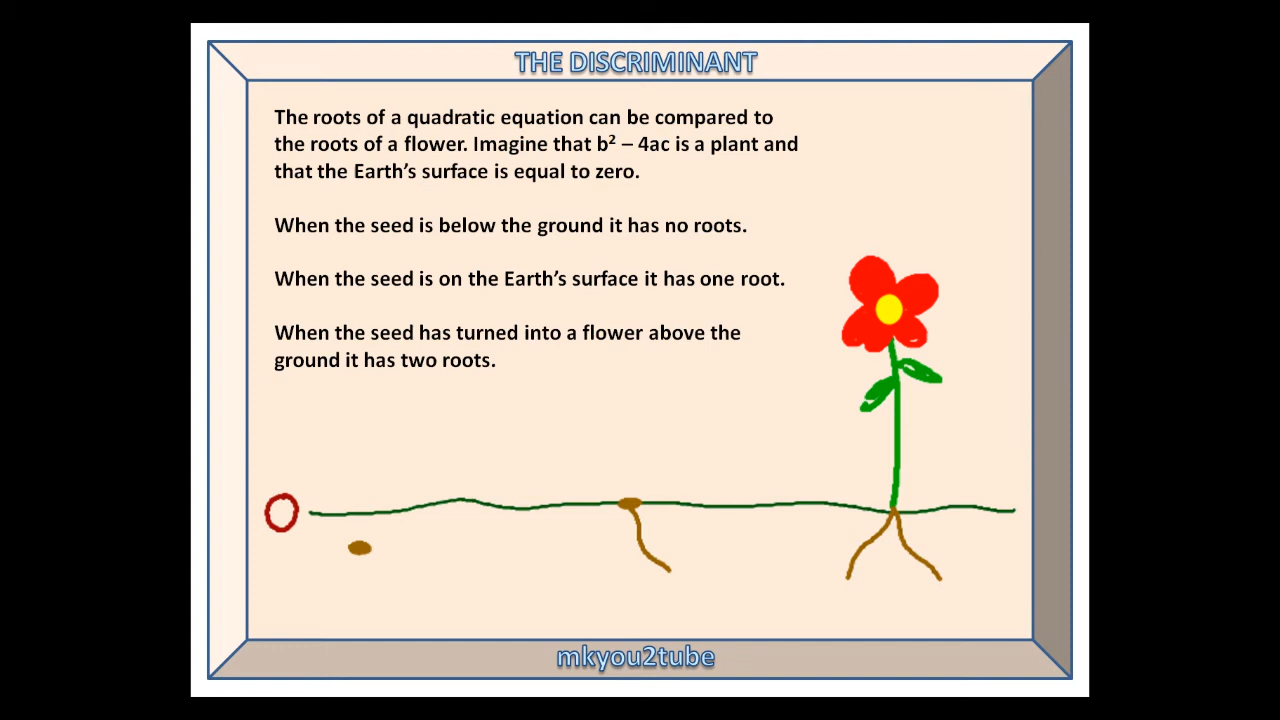 THE DISCRIMINANT
The roots of a quadratic equation can be compared to
the roots of a flower. Imagine that b² – 4ac is a plant and
that the Earth’s surface is equal to zero.
When the seed is below the ground it has no roots.
When the seed is on the Earth’s surface it has one root.
When the seed has turned into a flower above the
ground it has two roots.
0
mkyou2tube